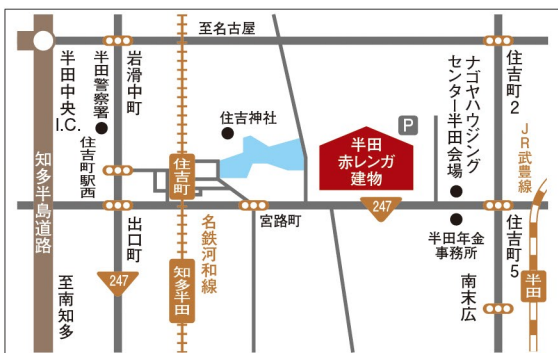 至名古屋
半田中央
I.C.
半田警察署
岩滑中町
住吉町駅西
住吉神社
住吉町
半田
赤レンガ
建物
P
ナゴヤハウジング
センター半田会場
住吉町2
JR武豊線
知多半島道路
出口町
247
至南知多
名鉄河和線
知多半田
宮路町
247
半田年金
事務所
住吉町5
南末広
半田